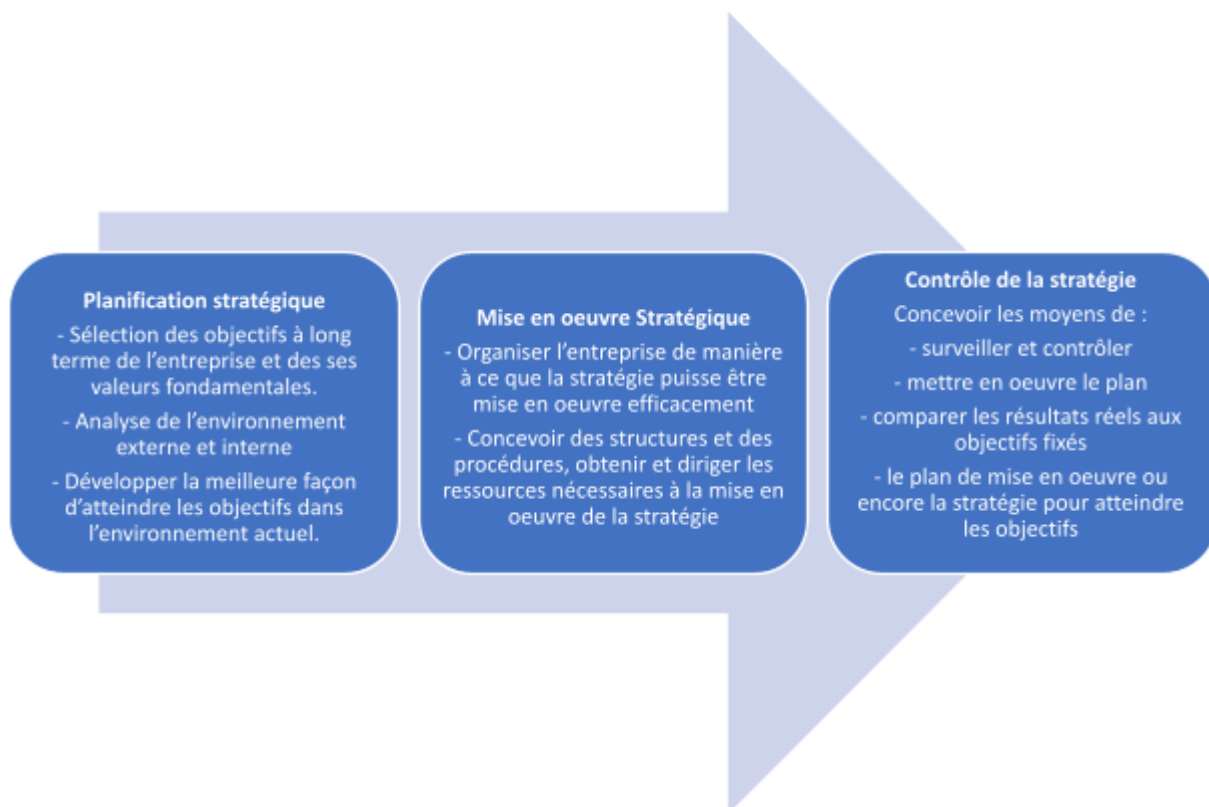 Planification stratégique
- Sélection des objectifs à long
terme de l'entreprise et des ses
valeurs fondamentales.
- Analyse de l'environnement
externe et interne
- Développer la meilleure façon
d'atteindre les objectifs dans
l'environnement actuel.
Mise en oeuvre Stratégique
- Organiser l'entreprise de manière
à ce que la stratégie puisse être
mise en oeuvre efficacement
- Concevoir des structures et des
procédures, obtenir et diriger les
ressources nécessaires à la mise en
oeuvre de la stratégie
Contrôle de la stratégie
Concevoir les moyens de :
- surveiller et contrôler
- mettre en oeuvre le plan
- comparer les résultats réels aux
objectifs fixés
- le plan de mise en oeuvre ou
encore la stratégie pour atteindre
les objectifs